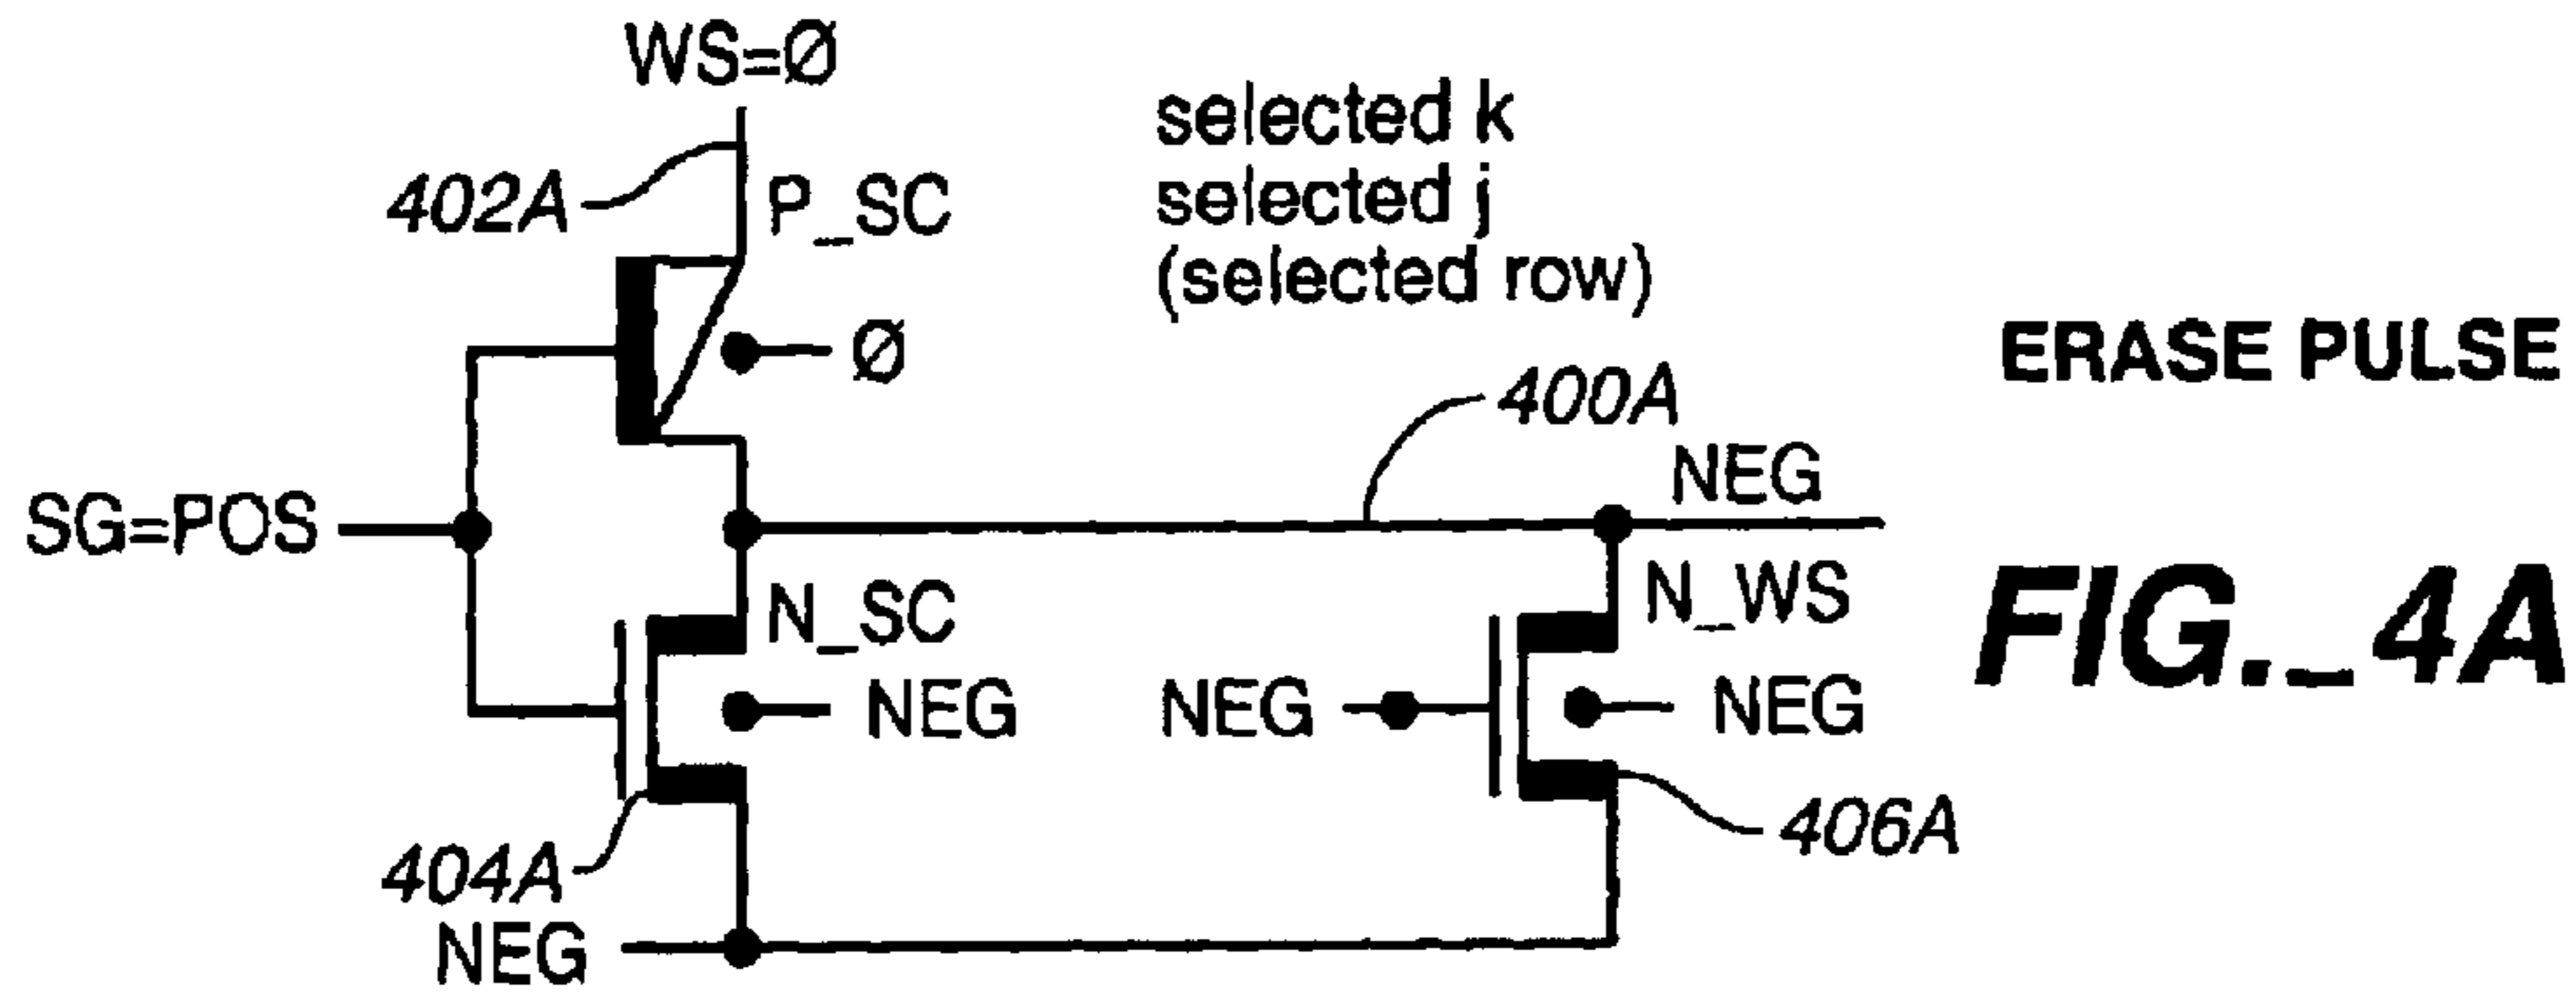 WS=Ø
402A
P_SC
selected k
selected j
(selected row)
Ø
ERASE PULSE
400A
NEG
SG=POS
N_SC
N_WS
FIG._4A
NEG
NEG
NEG
404A
406A
NEG